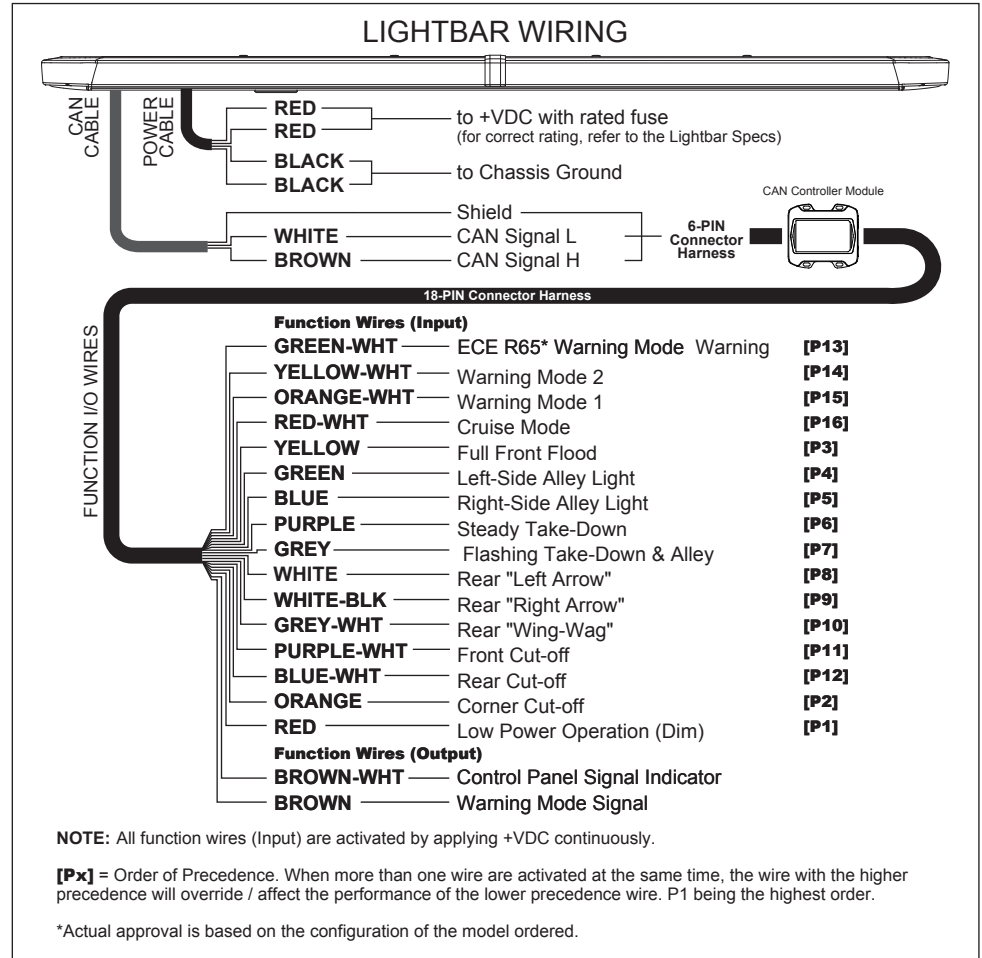 LIGHTBAR WIRING
CAN CABLE
POWER CABLE
RED
RED
to +VDC with rated fuse
(for correct rating, refer to the Lightbar Specs)
BLACK
BLACK
to Chassis Ground
CAN Controller Module
Shield
WHITE CAN Signal L
BROWN CAN Signal H
6-PIN
Connector
Harness
18-PIN Connector Harness
FUNCTION I/O WIRES
Function Wires (Input)
GREEN-WHT ECE R65* Warning Mode Warning [P13]
YELLOW-WHT Warning Mode 2 [P14]
ORANGE-WHT Warning Mode 1 [P15]
RED-WHT Cruise Mode [P16]
YELLOW Full Front Flood [P3]
GREEN Left-Side Alley Light [P4]
BLUE Right-Side Alley Light [P5]
PURPLE Steady Take-Down [P6]
GREY Flashing Take-Down & Alley [P7]
WHITE Rear "Left Arrow" [P8]
WHITE-BLK Rear "Right Arrow" [P9]
GREY-WHT Rear "Wing-Wag" [P10]
PURPLE-WHT Front Cut-off [P11]
BLUE-WHT Rear Cut-off [P12]
ORANGE Corner Cut-off [P2]
RED Low Power Operation (Dim) [P1]
Function Wires (Output)
BROWN-WHT Control Panel Signal Indicator
BROWN Warning Mode Signal
NOTE: All function wires (Input) are activated by applying +VDC continuously.
[Px] = Order of Precedence. When more than one wire are activated at the same time, the wire with the higher
precedence will override / affect the performance of the lower precedence wire. P1 being the highest order.
*Actual approval is based on the configuration of the model ordered.